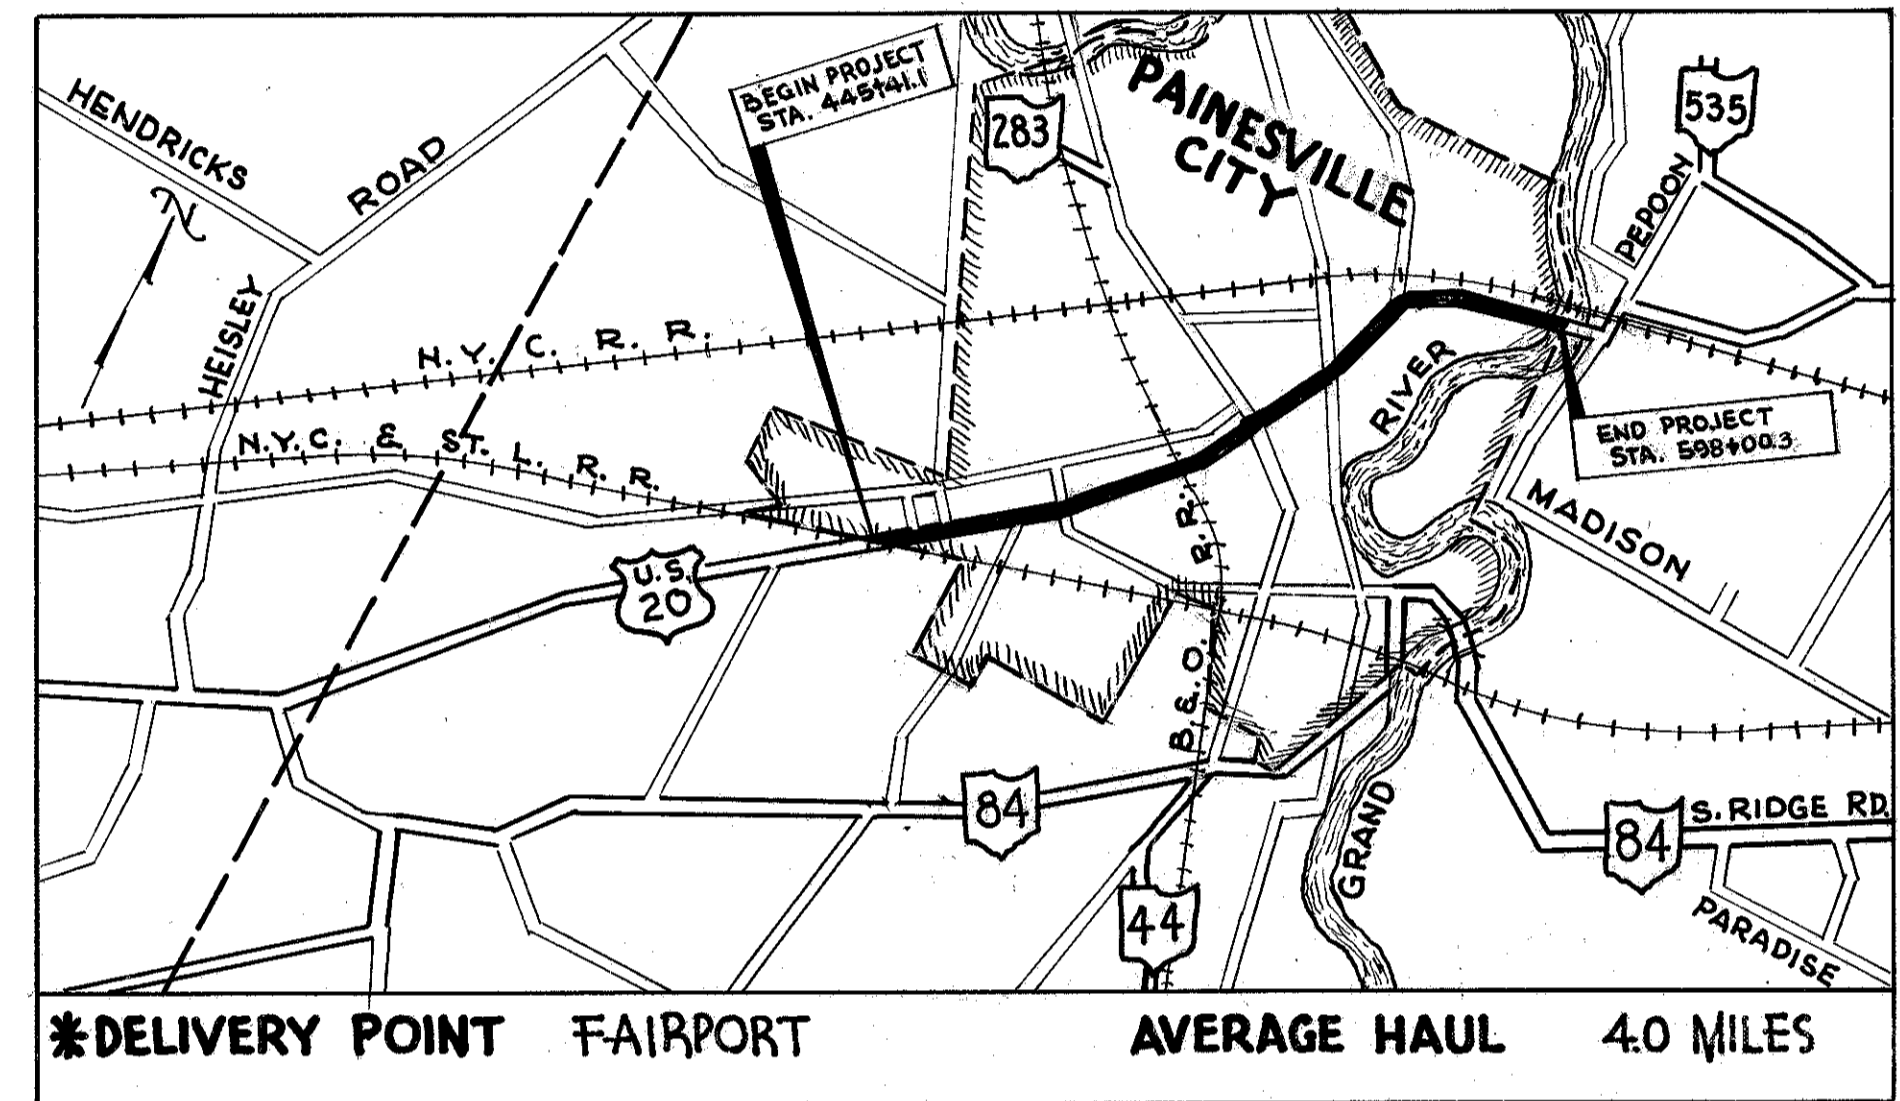 HENDRICKS
ROAD
HEISLEY
N
BEGIN PROJECT
STA. 445+41.1
283
PAINESVILLE
CITY
535
PEPOON
N. Y. C. R. R.
N.Y.C. & ST. L. R. R.
RIVER
END PROJECT
STA. 598+00.3
MADISON
U.S.
20
B. & O. R. R.
84
GRAND
84
S. RIDGE RD.
44
PARADISE
*DELIVERY POINT FAIRPORT AVERAGE HAUL 4.0 MILES